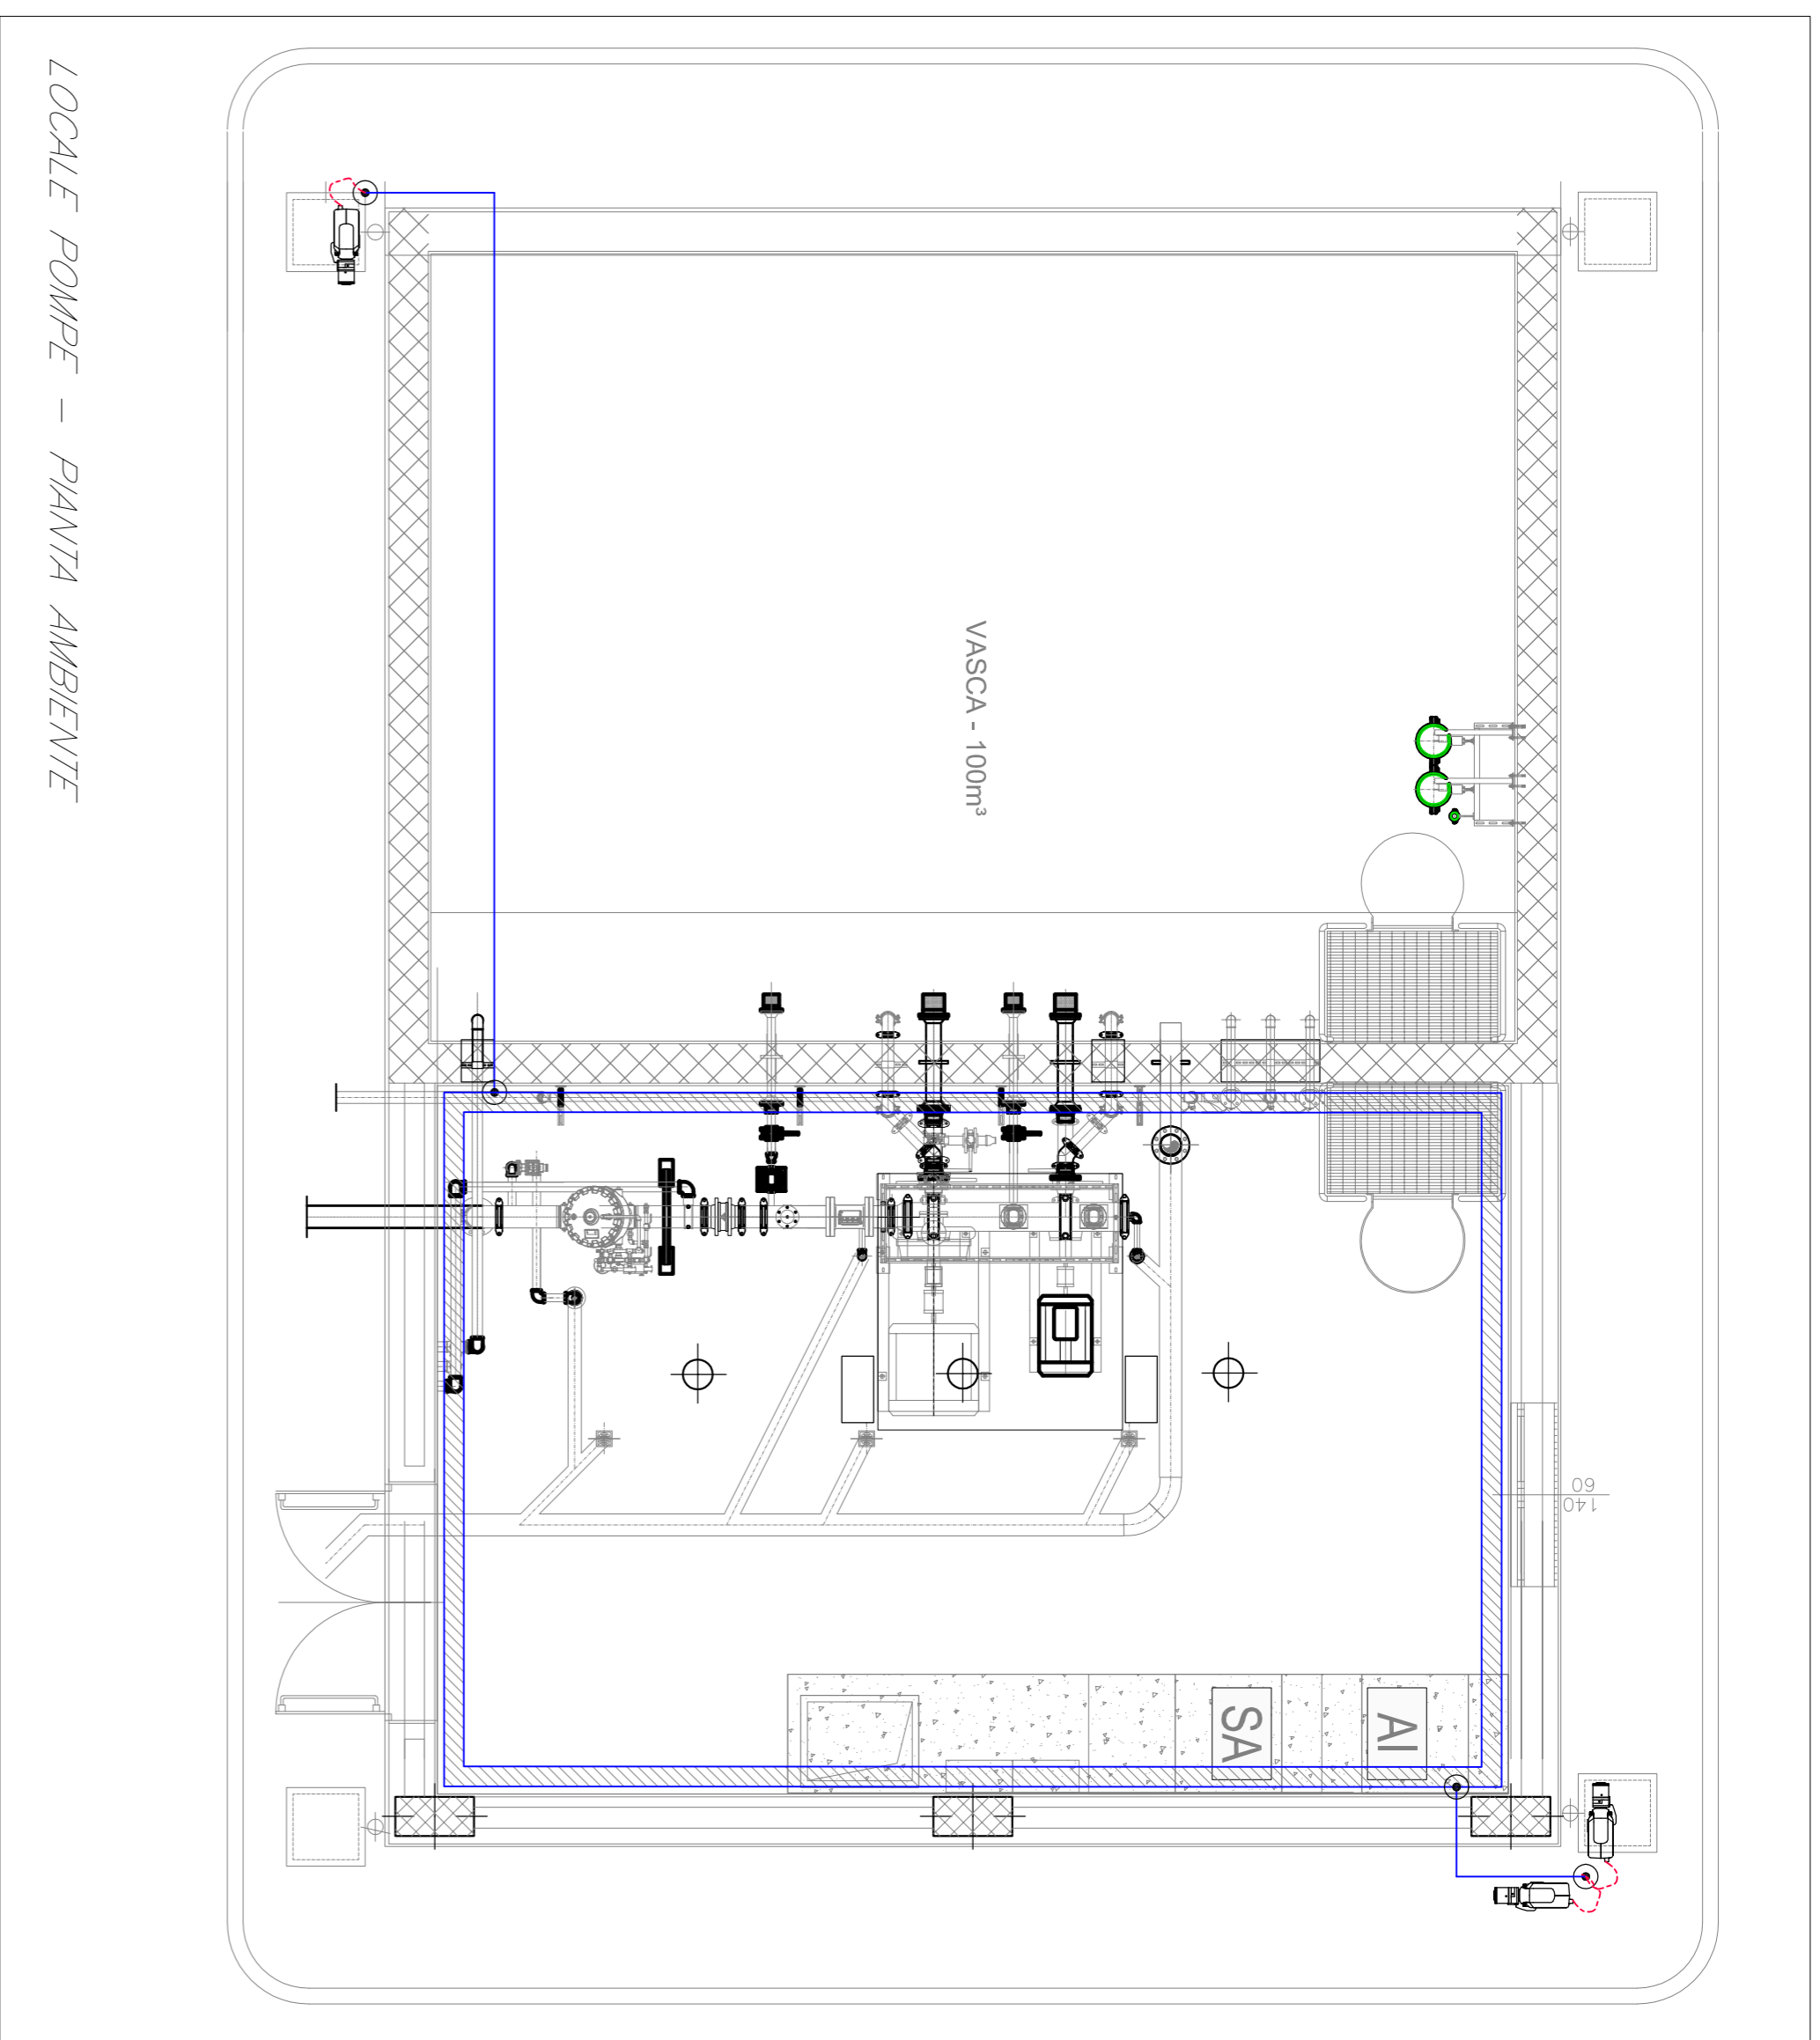 LOCALE POMPE – PIANTA AMBIENTE
VASCA - 100m³
60
140
SA
AI